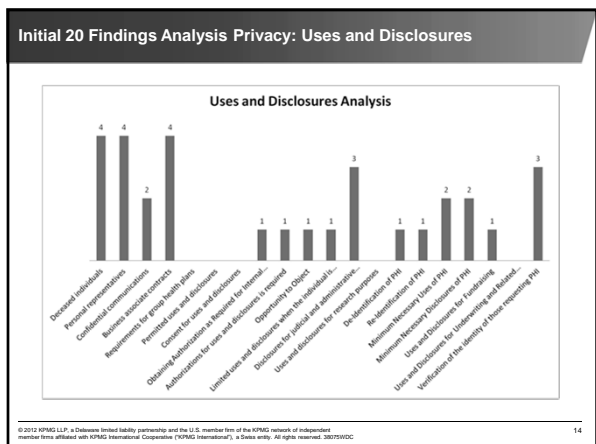 Initial 20 Findings Analysis Privacy: Uses and Disclosures
Uses and Disclosures Analysis
4
4
2
4
1
1
1
1
3
1
1
2
2
1
3
Deceased individuals
Personal representatives
Confidential communications
Business associate contracts
Requirements for group health plans
Permitted uses and disclosures
Consent for uses and disclosures
Obtaining Authorization as Required for Internal...
Authorizations for uses and disclosures is required
Opportunity to Object
Limited uses and disclosures when the individual is...
Disclosures for judicial and administrative...
Uses and disclosures for research purposes
De-Identification of PHI
Re-Identification of PHI
Minimum Necessary Uses of PHI
Minimum Necessary Disclosures of PHI
Uses and Disclosures for Fundraising
Uses and Disclosures for Underwriting and Related...
Verification of the identity of those requesting PHI
© 2012 KPMG LLP, a Delaware limited liability partnership and the U.S. member firm of the KPMG network of independent
member firms affiliated with KPMG International Cooperative ("KPMG International"), a Swiss entity. All rights reserved. 38075WDC
14